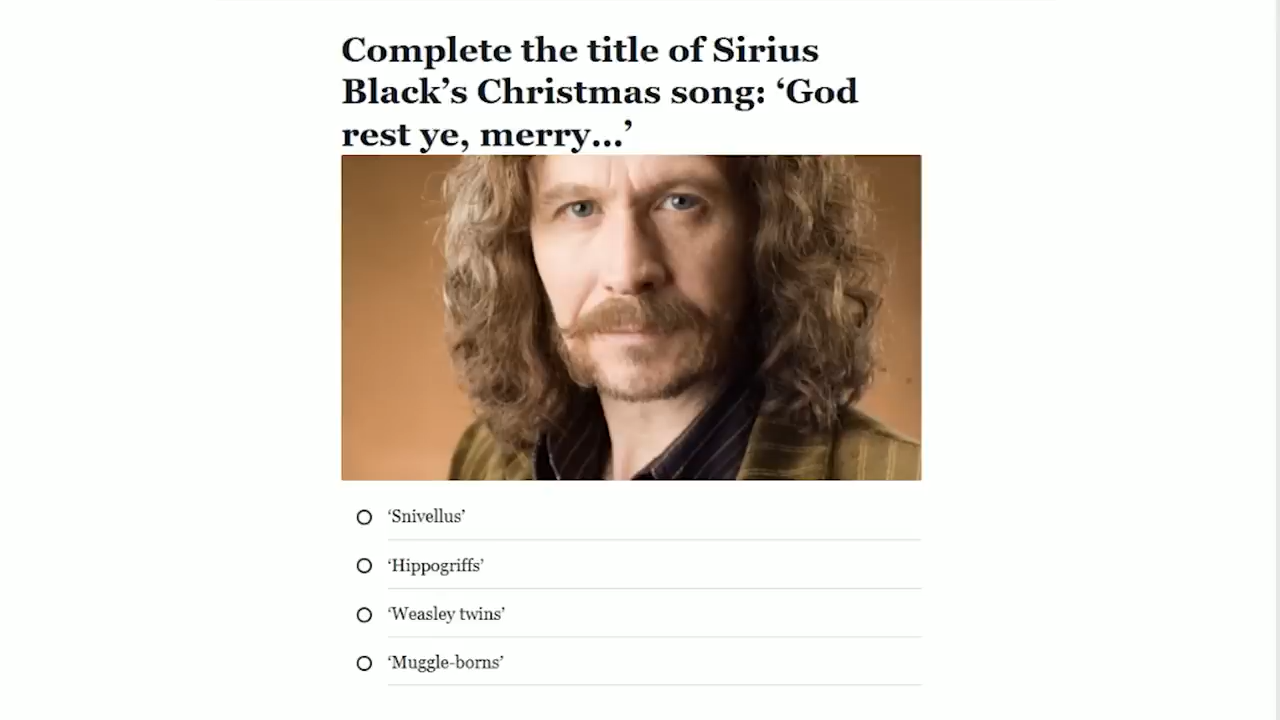 Complete the title of Sirius
Black’s Christmas song: ‘God
rest ye, merry...’
‘Snivellus’
‘Hippogriffs’
‘Weasley twins’
‘Muggle-borns’